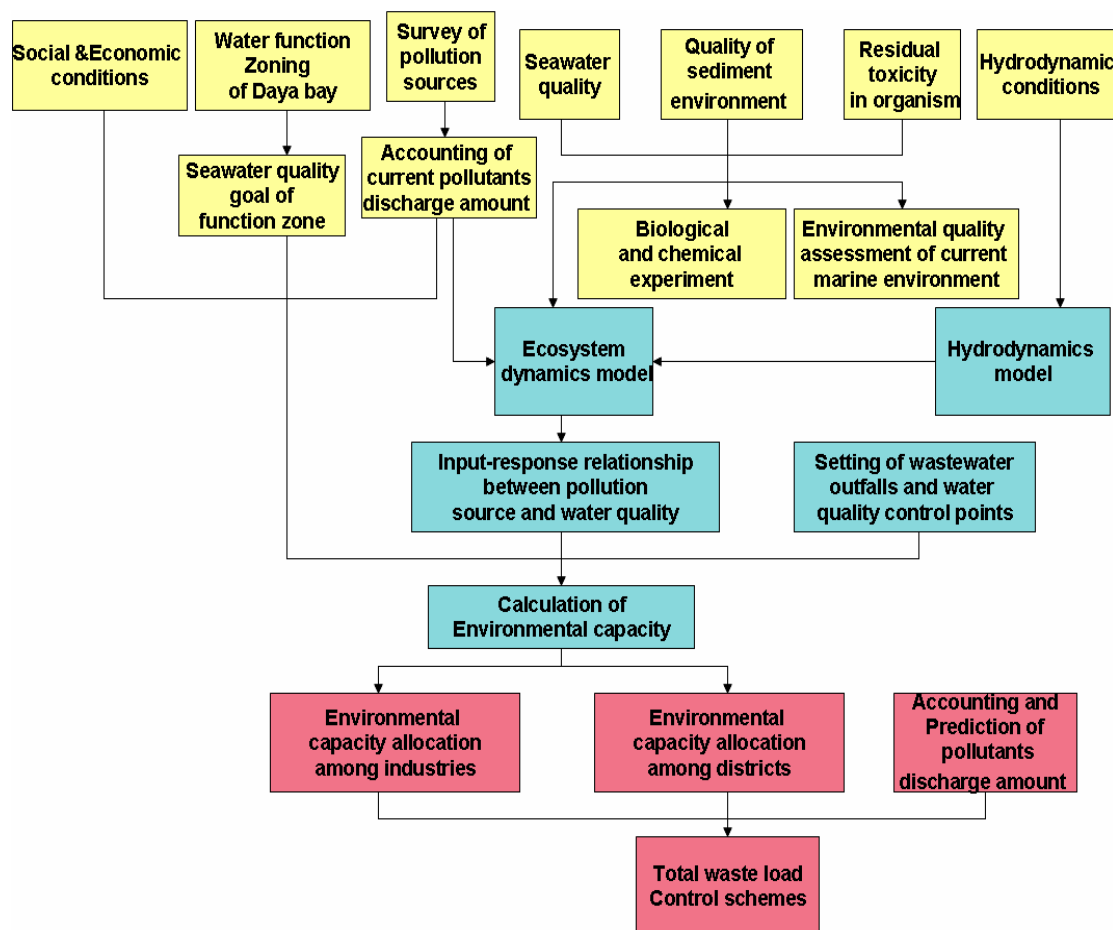 Social &Economic
conditions
Water function
Zoning
of Daya bay
Survey of
pollution
sources
Seawater
quality
Quality of
sediment
environment
Residual
toxicity
in organism
Hydrodynamic
conditions
Seawater quality
goal of
function zone
Accounting of
current pollutants
discharge amount
Biological
and chemical
experiment
Environmental quality
assessment of current
marine environment
Ecosystem
dynamics model
Hydrodynamics
model
Input-response relationship
between pollution
source and water quality
Setting of wastewater
outfalls and water
quality control points
Calculation of
Environmental capacity
Environmental
capacity allocation
among industries
Environmental
capacity allocation
among districts
Accounting and
Prediction of
pollutants
discharge amount
Total waste load
Control schemes